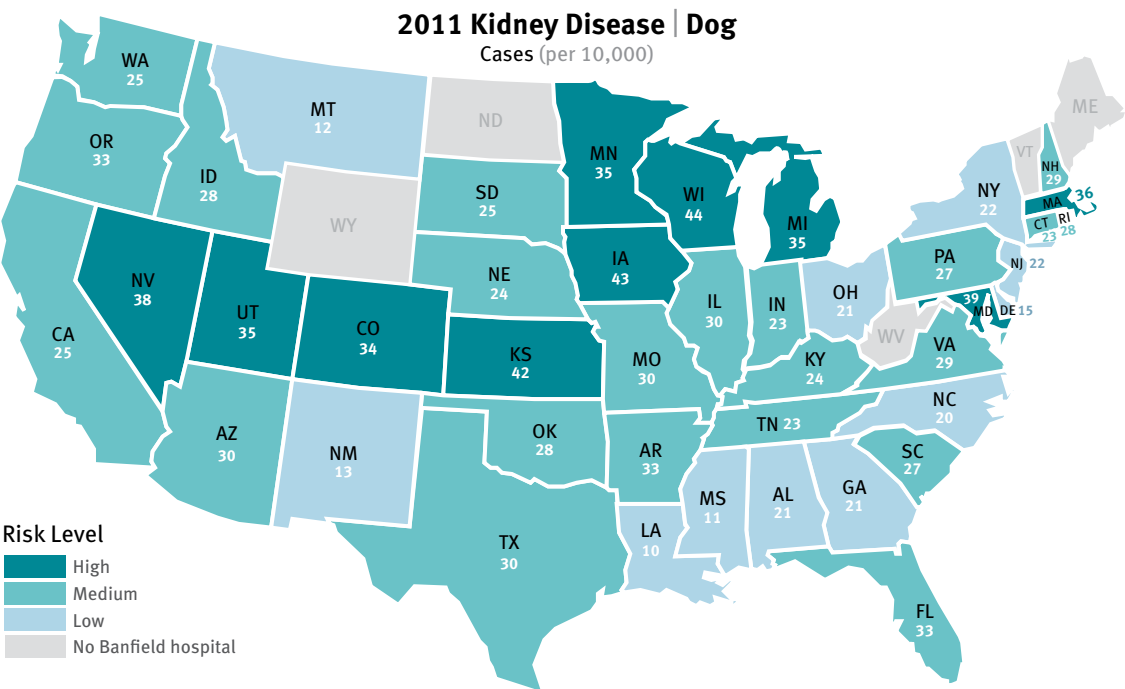 2011 Kidney Disease | Dog
Cases (per 10,000)
WA
25
OR
33
ID
28
MT
12
ND
MN
35
WI
44
MI
35
ME
VT
NH
29
NY
22
MA
36
CT
23
RI
28
SD
25
WY
NV
38
UT
35
CO
34
NE
24
IA
43
IL
30
IN
23
OH
21
PA
27
NJ 22
39
MD
DE 15
CA
25
KS
42
MO
30
KY
24
WV
VA
29
NC
20
TN 23
AZ
30
NM
13
OK
28
AR
33
SC
27
MS
11
AL
21
GA
21
LA
10
TX
30
FL
33
Risk Level
High
Medium
Low
No Banfield hospital